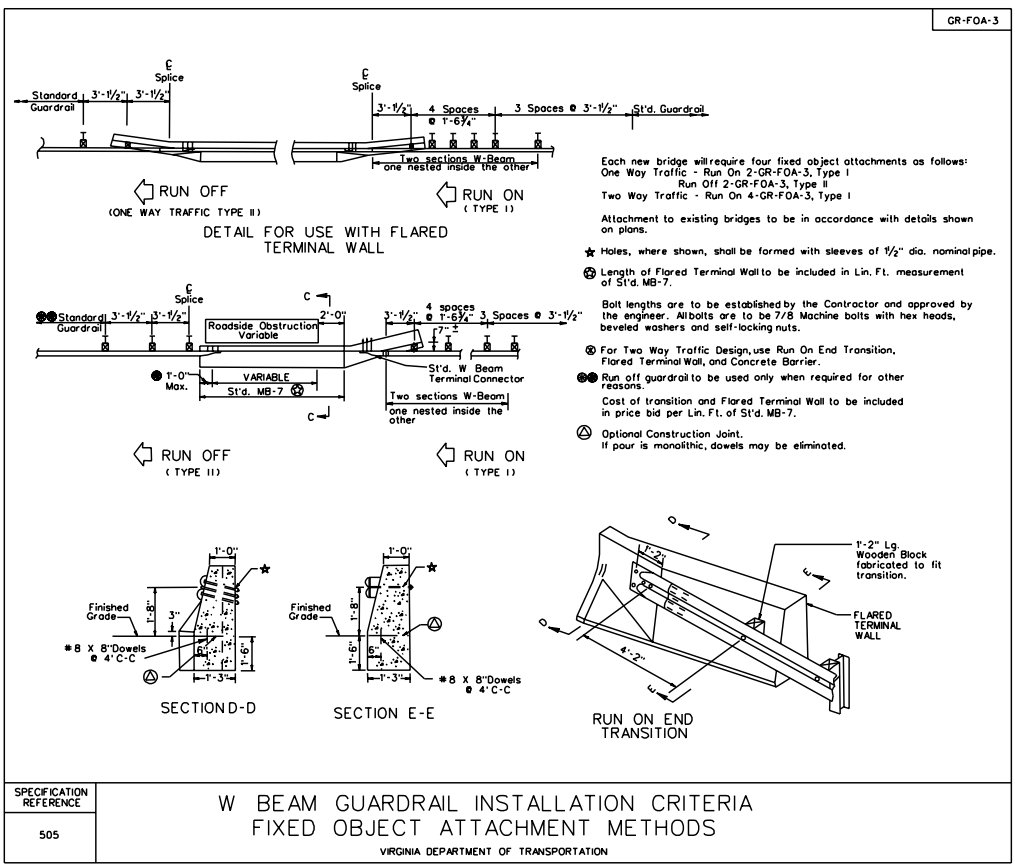 GR-FOA-3
℄
Splice
℄
Splice
Standard
Guardrail
3'-1½"
3'-1½"
3'-1½"
4 Spaces
@ 1'-6¾"
3 Spaces @ 3'-1½"
St'd. Guardrail
Two sections W-Beam
one nested inside the other
RUN OFF
(ONE WAY TRAFFIC TYPE II)
RUN ON
( TYPE I )
DETAIL FOR USE WITH FLARED
TERMINAL WALL
Each new bridge will require four fixed object attachments as follows:
One Way Traffic - Run On 2-GR-FOA-3, Type I
Run Off 2-GR-FOA-3, Type II
Two Way Traffic - Run On 4-GR-FOA-3, Type I
Attachment to existing bridges to be in accordance with details shown
on plans.
Holes, where shown, shall be formed with sleeves of 1½" dia. nominal pipe.
Length of Flared Terminal Wall to be included in Lin. Ft. measurement
of St'd. MB-7.
Bolt lengths are to be established by the Contractor and approved by
the engineer. All bolts are to be 7/8 Machine bolts with hex heads,
beveled washers and self-locking nuts.
For Two Way Traffic Design, use Run On End Transition,
Flared Terminal Wall, and Concrete Barrier.
Run off guardrail to be used only when required for other
reasons.
Cost of transition and Flared Terminal Wall to be included
in price bid per Lin. Ft. of St'd. MB-7.
Optional Construction Joint.
If pour is monolithic, dowels may be eliminated.
℄
Splice
C
Standard
Guardrail
3'-1½"
3'-1½"
Roadside Obstruction
Variable
2'-0"
3'-1½"
4 spaces
@ 1'-6¾"
3 Spaces @ 3'-1½"
7" ±
1'-0"
Max.
VARIABLE
St'd. MB-7
C
St'd. W Beam
Terminal Connector
Two sections W-Beam
one nested inside the
other
RUN OFF
( TYPE II )
RUN ON
( TYPE I )
1'-0"
1'-8"
3"
Finished
Grade
#8 X 8"Dowels
@ 4' C-C
6"
1'-6"
1'-3"
SECTION D-D
1'-0"
1'-8"
Finished
Grade
1'-6"
6"
1'-3"
#8 X 8"Dowels
@ 4' C-C
SECTION E-E
D
1'-2"
E
1'-2" Lg.
Wooden Block
fabricated to fit
transition.
FLARED
TERMINAL
WALL
D
4'-2"
E
RUN ON END
TRANSITION
SPECIFICATION
REFERENCE
505
W BEAM GUARDRAIL INSTALLATION CRITERIA
FIXED OBJECT ATTACHMENT METHODS
VIRGINIA DEPARTMENT OF TRANSPORTATION